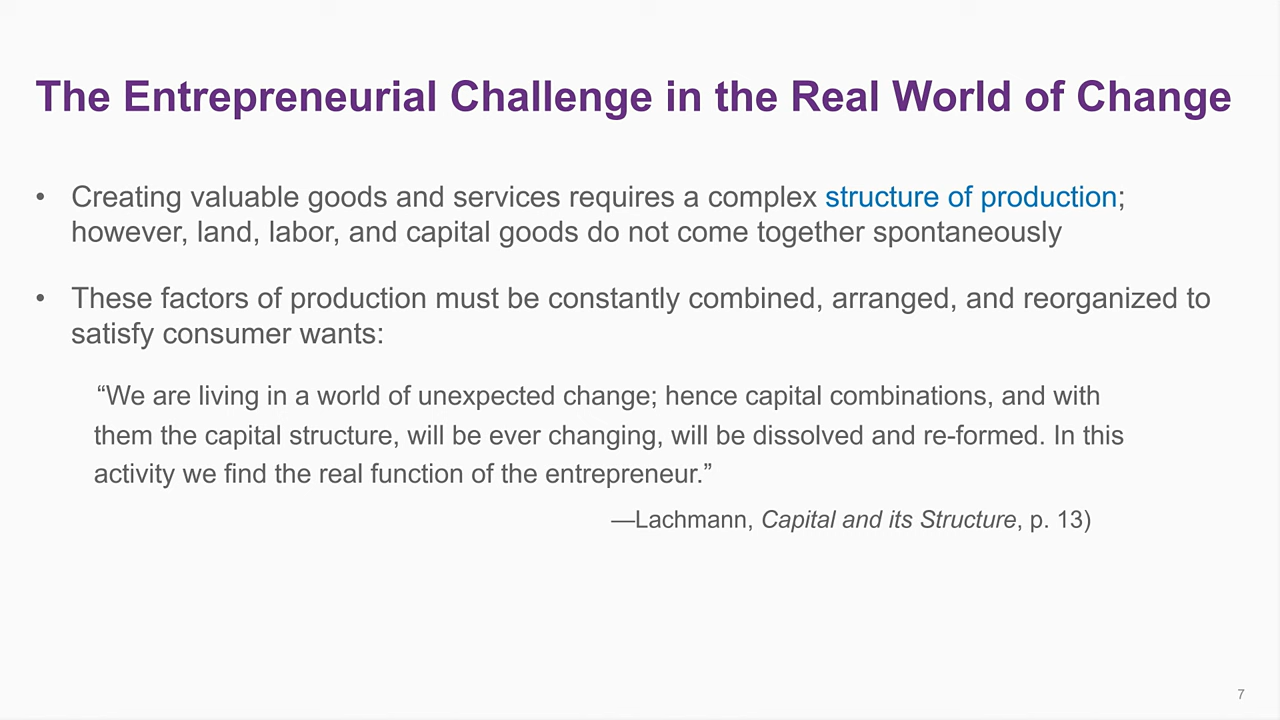 The Entrepreneurial Challenge in the Real World of Change
• Creating valuable goods and services requires a complex structure of production;
however, land, labor, and capital goods do not come together spontaneously
• These factors of production must be constantly combined, arranged, and reorganized to
satisfy consumer wants:
“We are living in a world of unexpected change; hence capital combinations, and with
them the capital structure, will be ever changing, will be dissolved and re-formed. In this
activity we find the real function of the entrepreneur.”
—Lachmann, Capital and its Structure, p. 13)
7